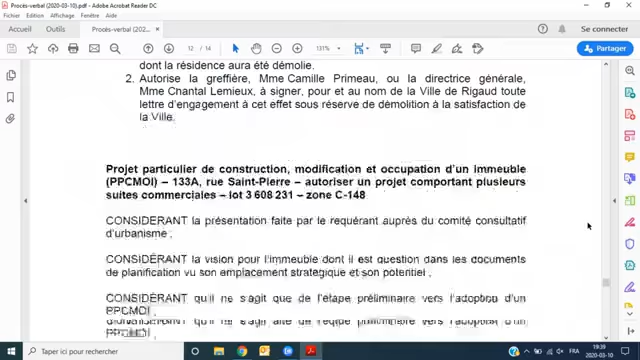 Procès-verbal (2020-03-10).pdf - Adobe Acrobat Reader DC
Fichier Edition Affichage Fenêtre Aide
Accueil Outils Procès-verbal (202... × Se connecter
12 / 14 131% Partager
dont la résidence aura été démolie.
2. Autorise la greffière, Mme Camille Primeau, ou la directrice générale,
Mme Chantal Lemieux, à signer, pour et au nom de la Ville de Rigaud toute
lettre d'engagement à cet effet sous réserve de démolition à la satisfaction de
la Ville.
Projet particulier de construction, modification et occupation d'un immeuble
(PPCMOI) – 133A, rue Saint-Pierre – autoriser un projet comportant plusieurs
suites commerciales – lot 3 608 231 – zone C-148
CONSIDÉRANT la présentation faite par le requérant auprès du comité consultatif
d'urbanisme ;
CONSIDÉRANT la vision pour l'immeuble dont il est question dans les documents
de planification vu son emplacement stratégique et son potentiel ;
CONSIDÉRANT qu'il ne s'agit que de l'étape préliminaire vers l'adoption d'un
PPCMOI ;
Taper ici pour rechercher
19:39
2020-03-10